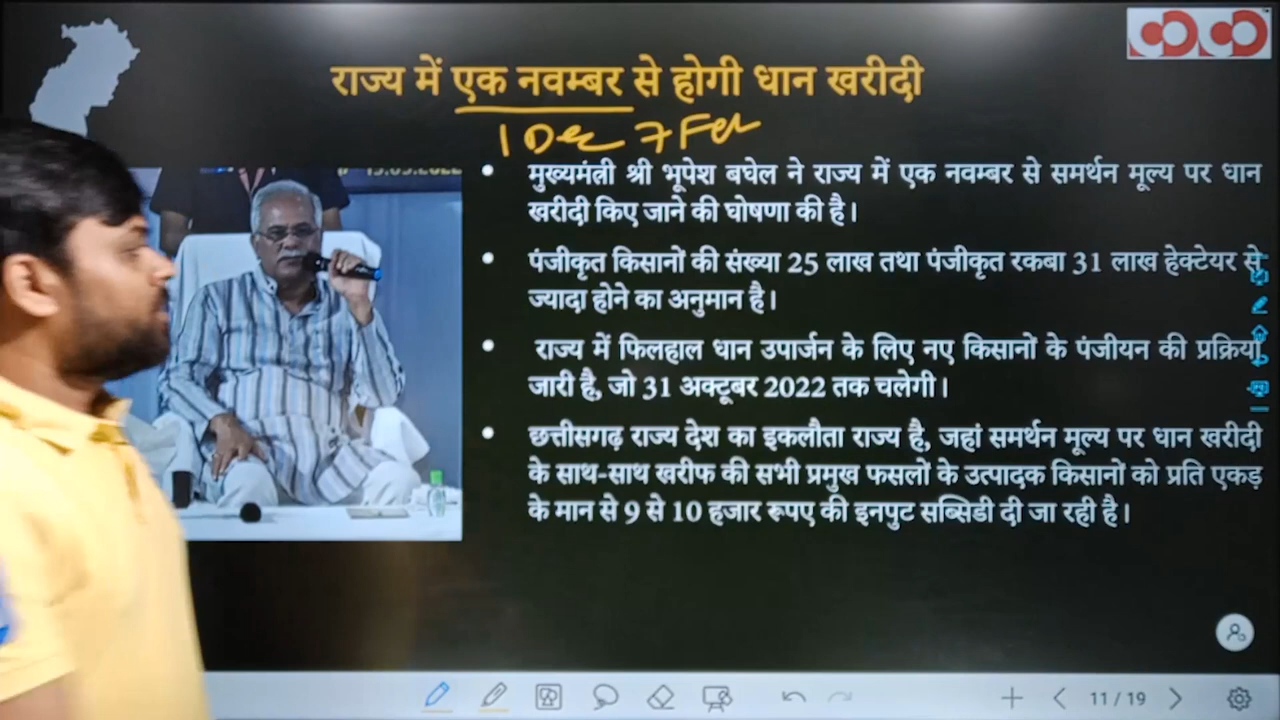 राज्य में एक नवम्बर से होगी धान खरीदी
1 Dec 7 Feb
15.09.2022
मुख्यमंत्री श्री भूपेश बघेल ने राज्य में एक नवम्बर से समर्थन मूल्य पर धान
खरीदी किए जाने की घोषणा की है।
पंजीकृत किसानों की संख्या 25 लाख तथा पंजीकृत रकबा 31 लाख हेक्टेयर से
ज्यादा होने का अनुमान है।
राज्य में फिलहाल धान उपार्जन के लिए नए किसानों के पंजीयन की प्रक्रिया
जारी है, जो 31 अक्टूबर 2022 तक चलेगी।
छत्तीसगढ़ राज्य देश का इकलौता राज्य है, जहां समर्थन मूल्य पर धान खरीदी
के साथ-साथ खरीफ की सभी प्रमुख फसलों के उत्पादक किसानों को प्रति एकड़
के मान से 9 से 10 हजार रूपए की इनपुट सब्सिडी दी जा रही है।
11 / 19